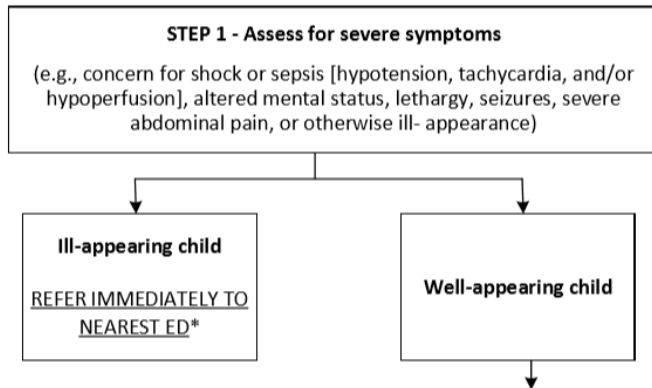 STEP 1 - Assess for severe symptoms
(e.g., concern for shock or sepsis [hypotension, tachycardia, and/or
hypoperfusion], altered mental status, lethargy, seizures, severe
abdominal pain, or otherwise ill- appearance)
Ill-appearing child
REFER IMMEDIATELY TO
NEAREST ED*
Well-appearing child